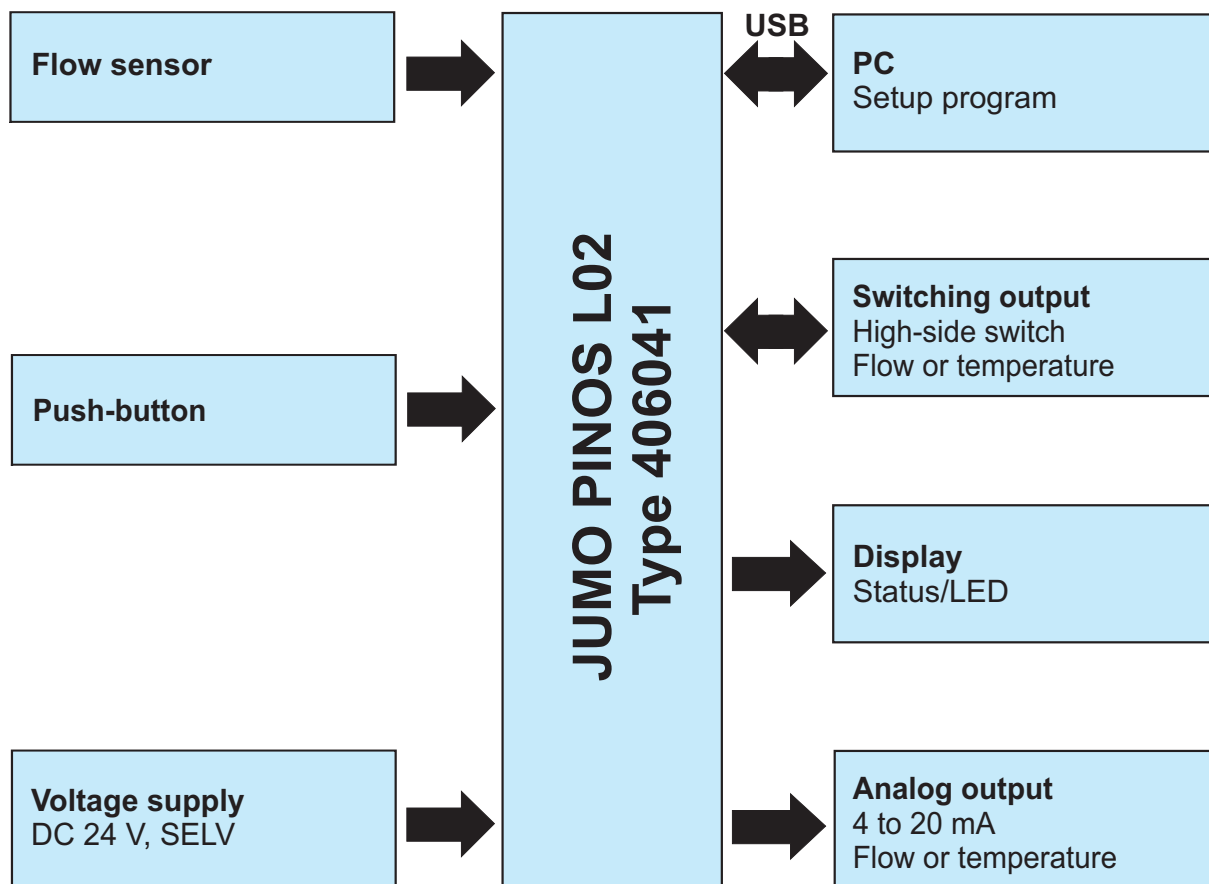 Flow sensor
Push-button
Voltage supply
DC 24 V, SELV
JUMO PINOS L02
Type 406041
USB
PC
Setup program
Switching output
High-side switch
Flow or temperature
Display
Status/LED
Analog output
4 to 20 mA
Flow or temperature